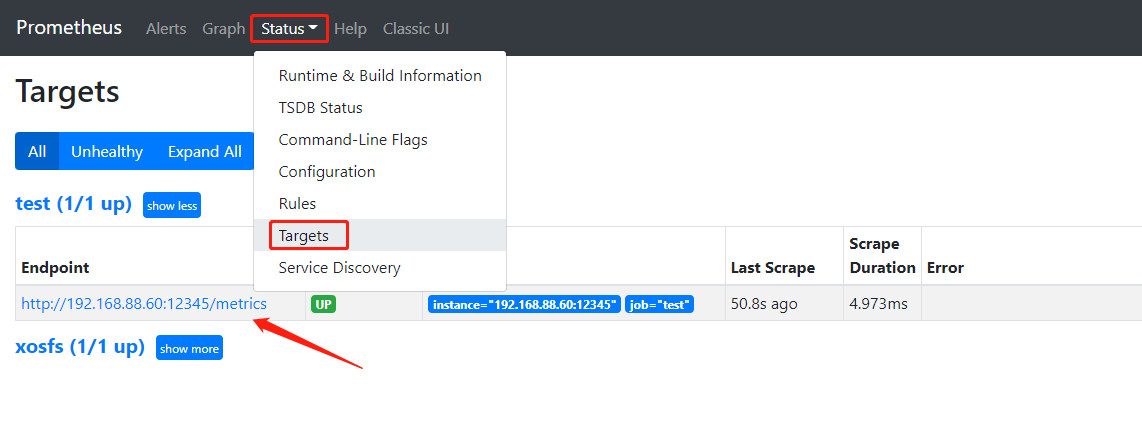 Prometheus Alerts Graph Status Help Classic UI
Runtime & Build Information
TSDB Status
Command-Line Flags
Configuration
Rules
Targets
Service Discovery
Targets
All Unhealthy Expand All
test (1/1 up) show less
Endpoint Last Scrape Scrape Duration Error
http://192.168.88.60:12345/metrics UP instance="192.168.88.60:12345" job="test" 50.8s ago 4.973ms
xosfs (1/1 up) show more